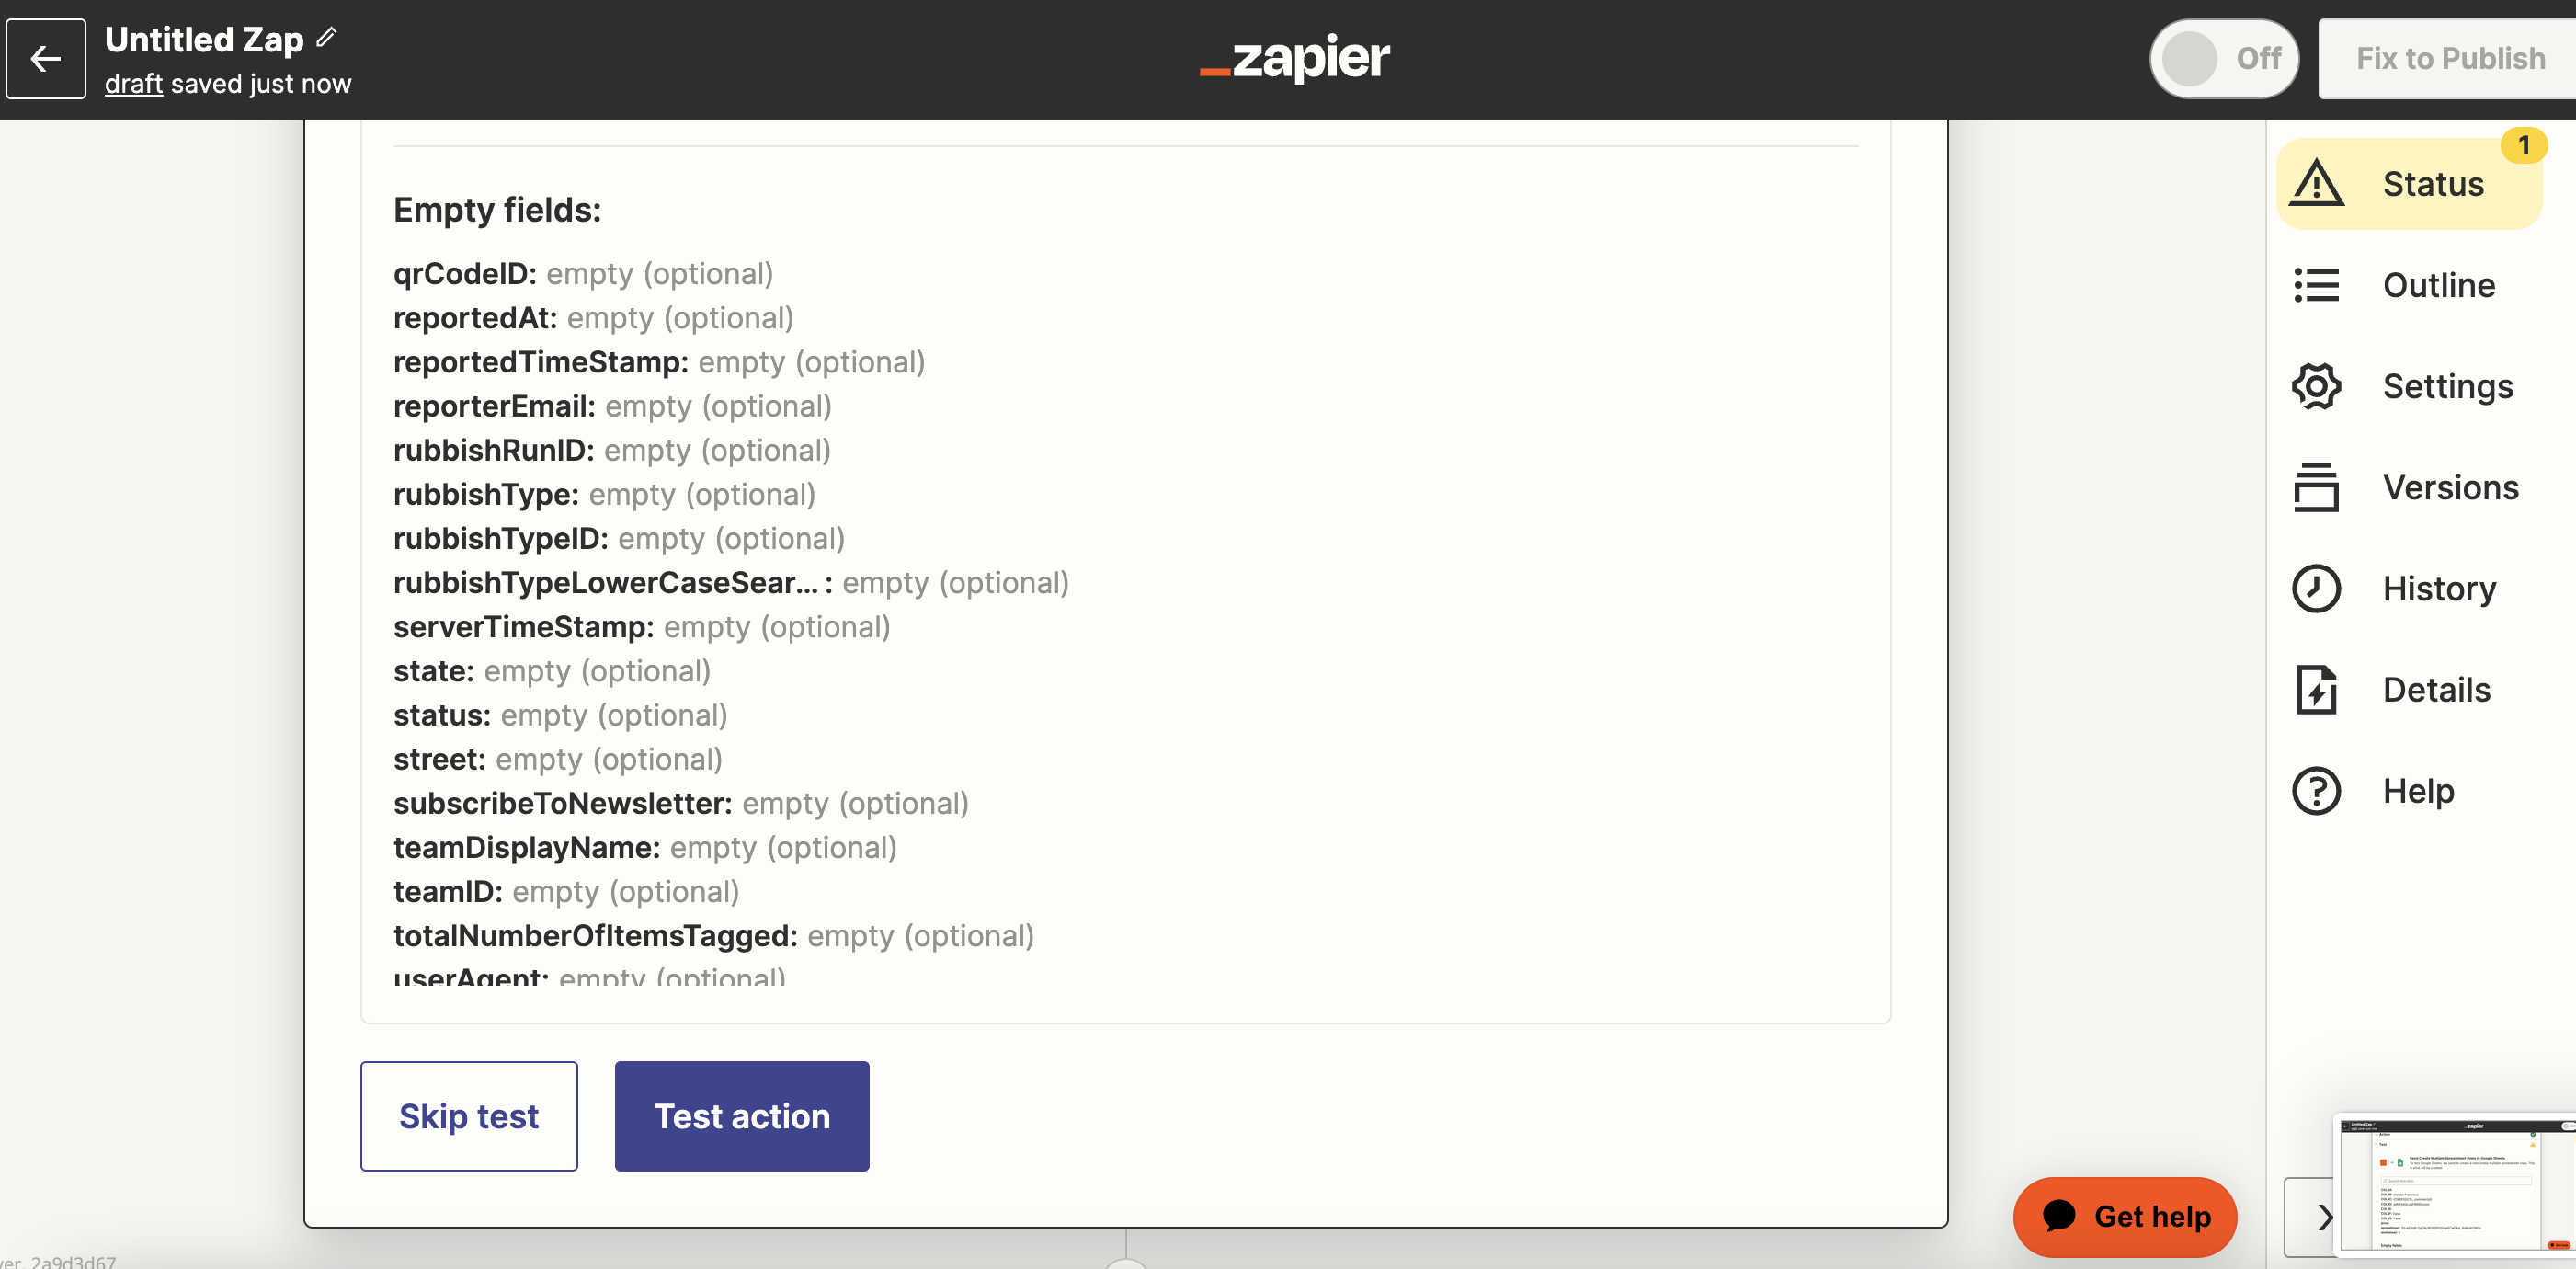 Untitled Zap
draft saved just now
zapier
Off
Fix to Publish
Empty fields:
qrCodeID: empty (optional)
reportedAt: empty (optional)
reportedTimeStamp: empty (optional)
reporterEmail: empty (optional)
rubbishRunID: empty (optional)
rubbishType: empty (optional)
rubbishTypeID: empty (optional)
rubbishTypeLowerCaseSear... : empty (optional)
serverTimeStamp: empty (optional)
state: empty (optional)
status: empty (optional)
street: empty (optional)
subscribeToNewsletter: empty (optional)
teamDisplayName: empty (optional)
teamID: empty (optional)
totalNumberOfItemsTagged: empty (optional)
userAgent: empty (optional)
Skip test
Test action
1
Status
Outline
Settings
Versions
History
Details
Help
Get help
ver. 2a9d3d67